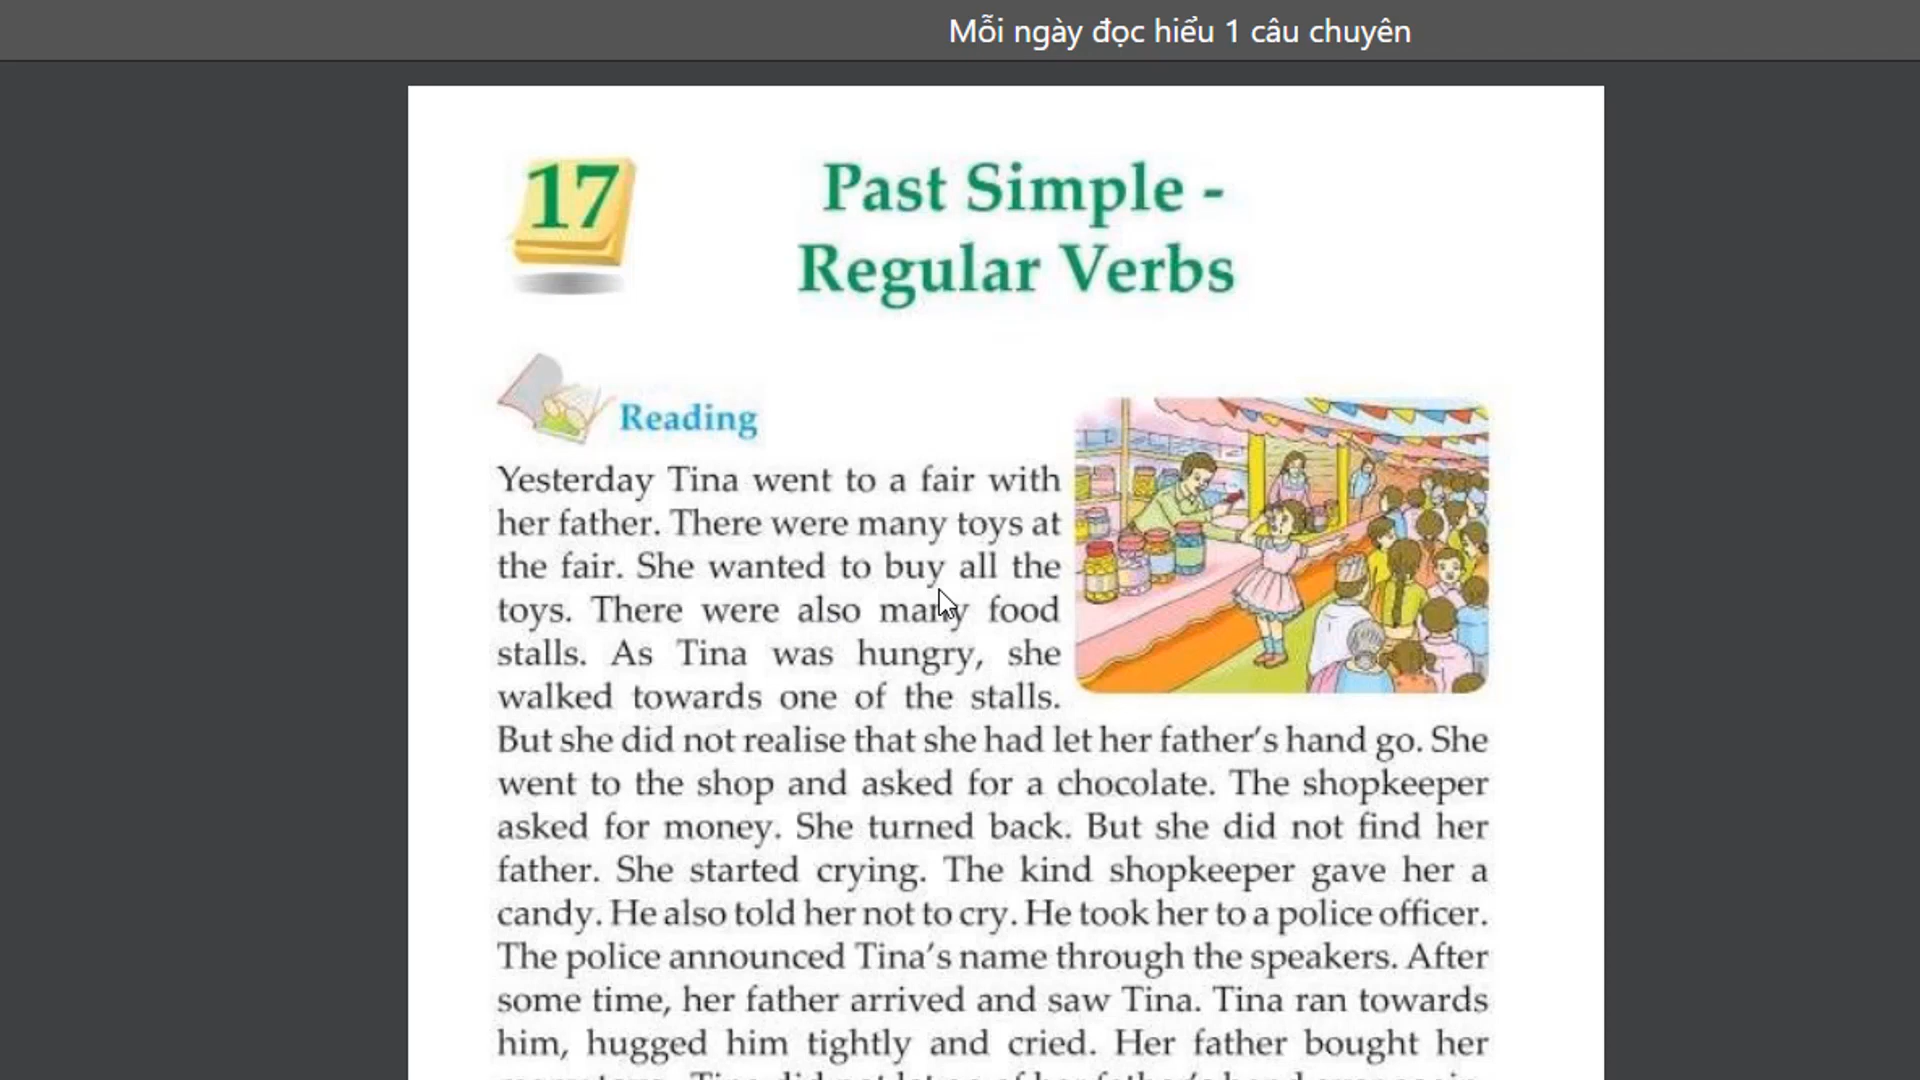 Mỗi ngày đọc hiểu 1 câu chuyên
17
Past Simple -
Regular Verbs
Reading
Yesterday Tina went to a fair with
her father. There were many toys at
the fair. She wanted to buy all the
toys. There were also many food
stalls. As Tina was hungry, she
walked towards one of the stalls.
But she did not realise that she had let her father's hand go. She
went to the shop and asked for a chocolate. The shopkeeper
asked for money. She turned back. But she did not find her
father. She started crying. The kind shopkeeper gave her a
candy. He also told her not to cry. He took her to a police officer.
The police announced Tina's name through the speakers. After
some time, her father arrived and saw Tina. Tina ran towards
him, hugged him tightly and cried. Her father bought her